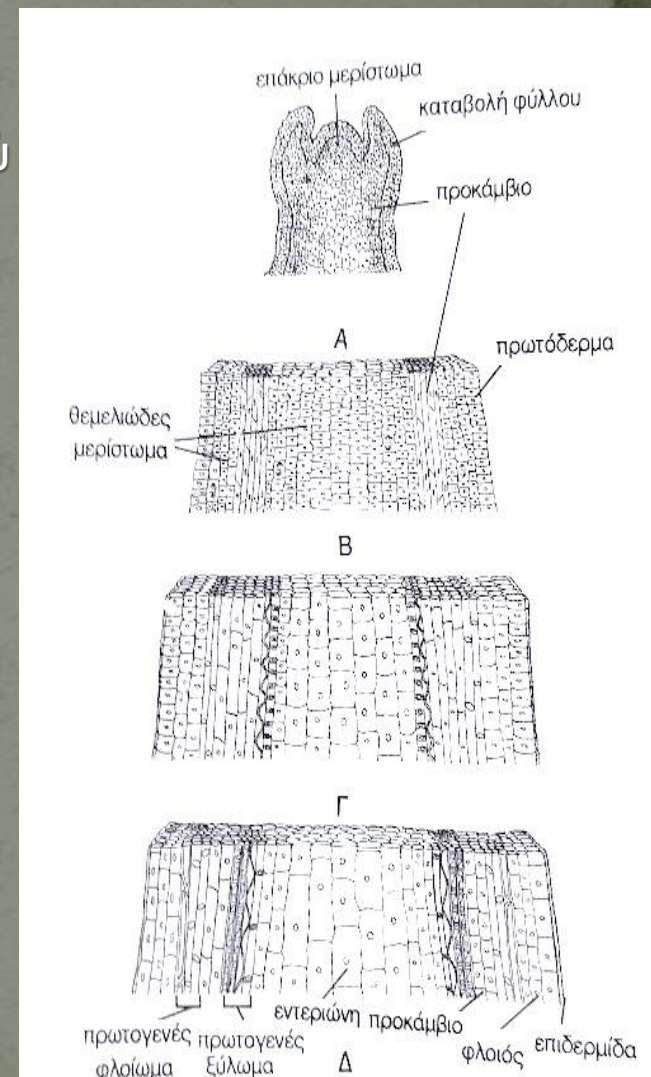 επάκριο μερίστωμα
καταβολή φύλλου
προκάμβιο
Α
πρωτόδερμα
θεμελιώδες
μερίστωμα
Β
Γ
πρωτογενές
φλοίωμα
πρωτογενές
ξύλωμα
εντεριώνη
προκάμβιο
φλοιός
επιδερμίδα
Δ